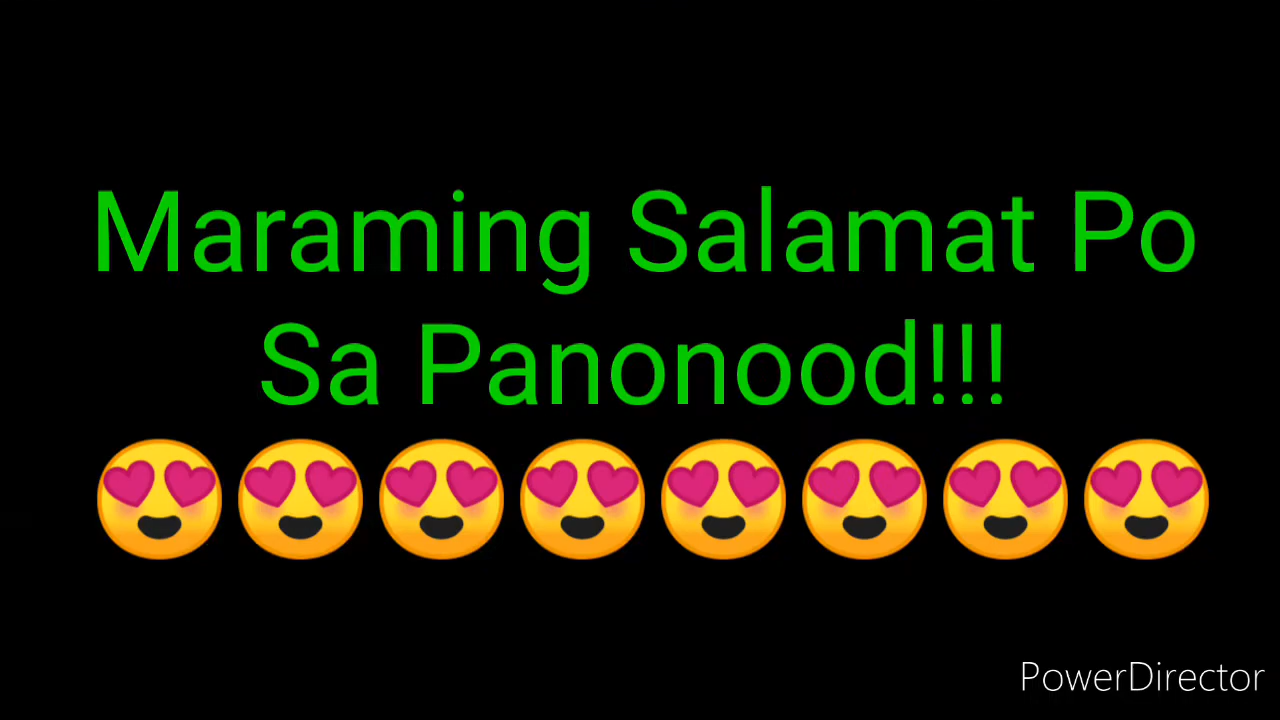 Maraming Salamat Po
Sa Panonood!!!
😍😍😍😍😍😍😍😍
PowerDirector